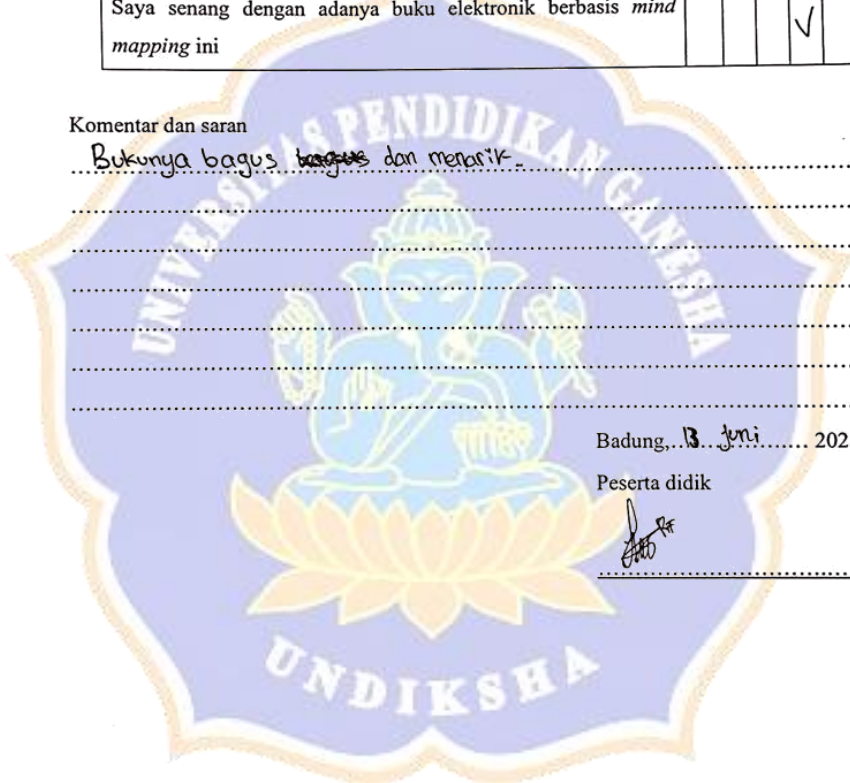 Saya senang dengan adanya buku elektronik berbasis mind
mapping ini
V
Komentar dan saran
Bukunya bagus bagus dan menarik.
Badung, 13 Juni 202
Peserta didik
UNIVERSITAS PENDIDIKAN GANESHA
UNDIKSHA